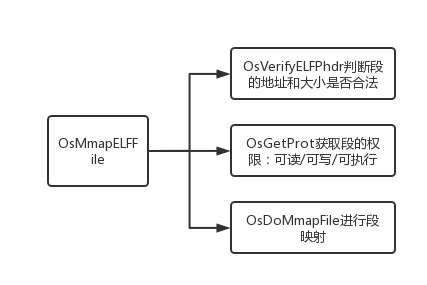 OsMmapELFF
ile
OsVerifyELFPhdr判断段
的地址和大小是否合法
OsGetProt获取段的权
限：可读/可写/可执行
OsDoMmapFile进行段
映射